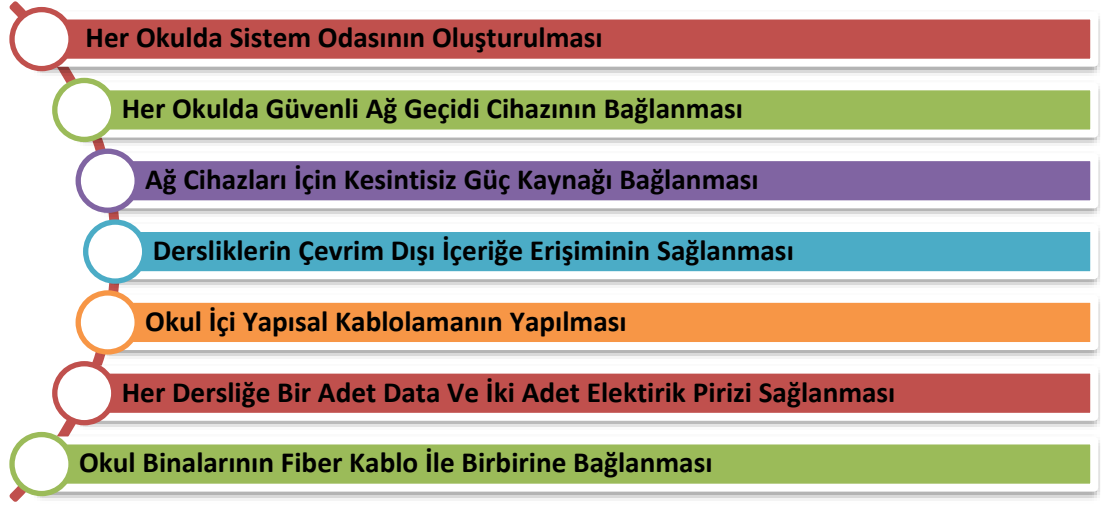 Her Okulda Sistem Odasının Oluşturulması
Her Okulda Güvenli Ağ Geçidi Cihazının Bağlanması
Ağ Cihazları İçin Kesintisiz Güç Kaynağı Bağlanması
Dersliklerin Çevrim Dışı İçeriğe Erişiminin Sağlanması
Okul İçi Yapısal Kablolamanın Yapılması
Her Dersliğe Bir Adet Data Ve İki Adet Elektirik Pirizi Sağlanması
Okul Binalarının Fiber Kablo İle Birbirine Bağlanması